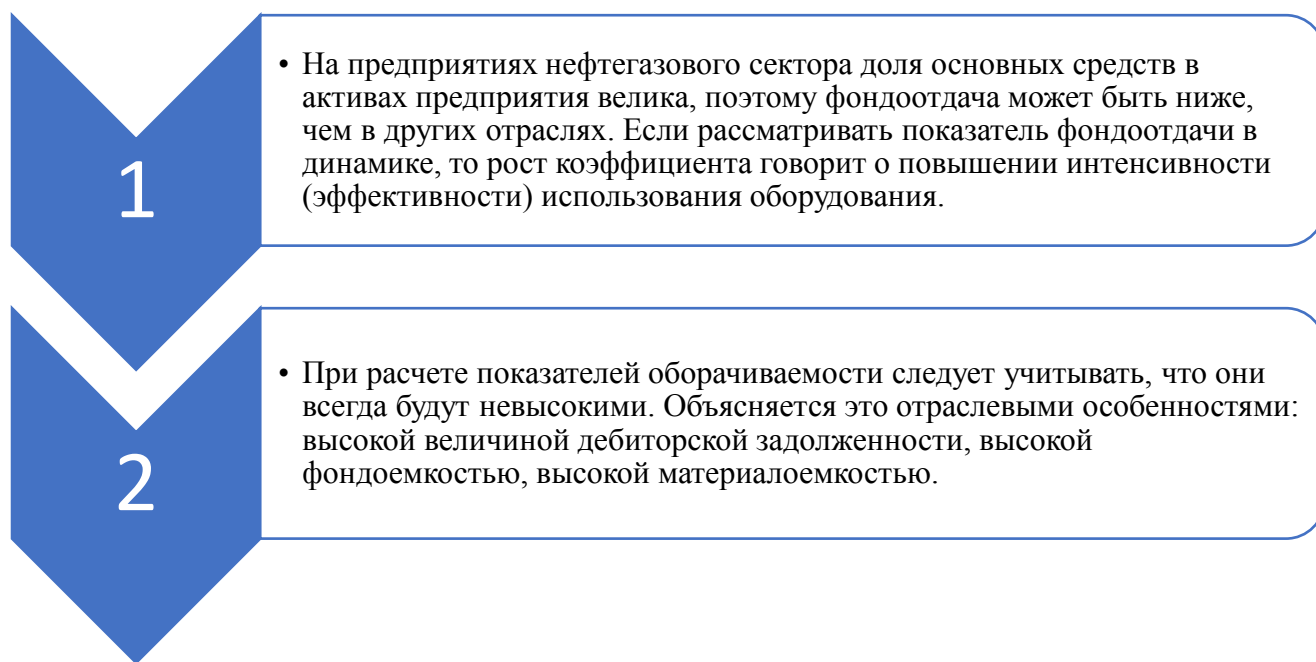 1
• На предприятиях нефтегазового сектора доля основных средств в
активах предприятия велика, поэтому фондоотдача может быть ниже,
чем в других отраслях. Если рассматривать показатель фондоотдачи в
динамике, то рост коэффициента говорит о повышении интенсивности
(эффективности) использования оборудования.
2
• При расчете показателей оборачиваемости следует учитывать, что они
всегда будут невысокими. Объясняется это отраслевыми особенностями:
высокой величиной дебиторской задолженности, высокой
фондоемкостью, высокой материалоемкостью.